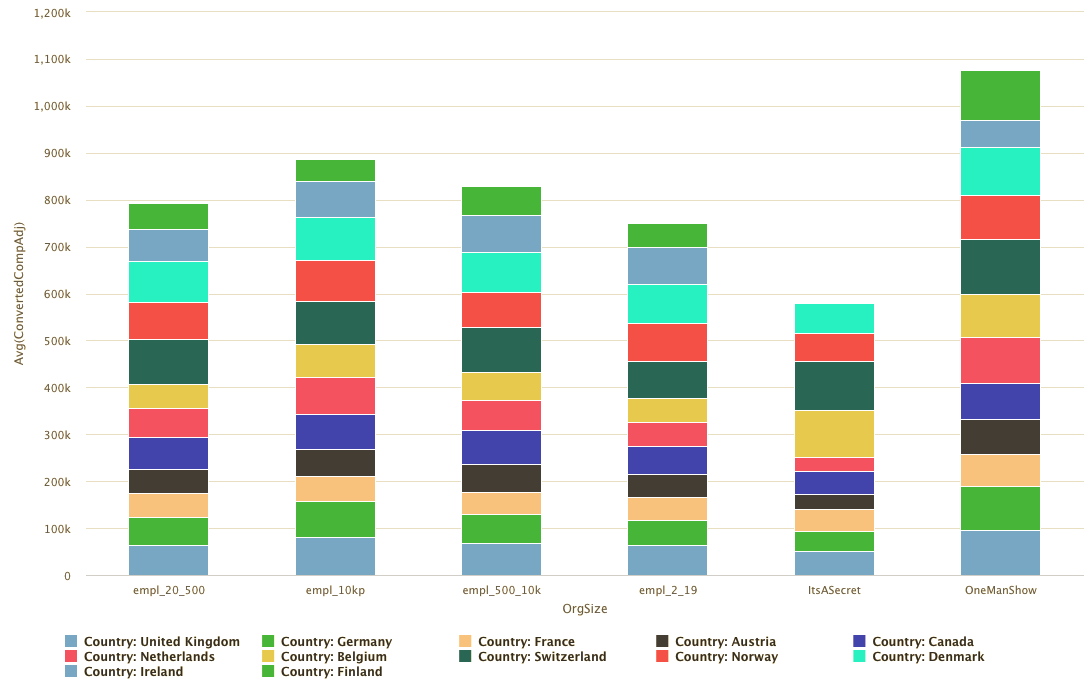 1,200k
1,100k
1,000k
900k
800k
700k
600k
500k
400k
300k
200k
100k
0
Avg(ConvertedCompAdj)
empl_20_500 empl_10kp empl_500_10k empl_2_19 ItsASecret OneManShow
OrgSize
Country: United Kingdom Country: Germany Country: France Country: Austria Country: Canada
Country: Netherlands Country: Belgium Country: Switzerland Country: Norway Country: Denmark
Country: Ireland Country: Finland